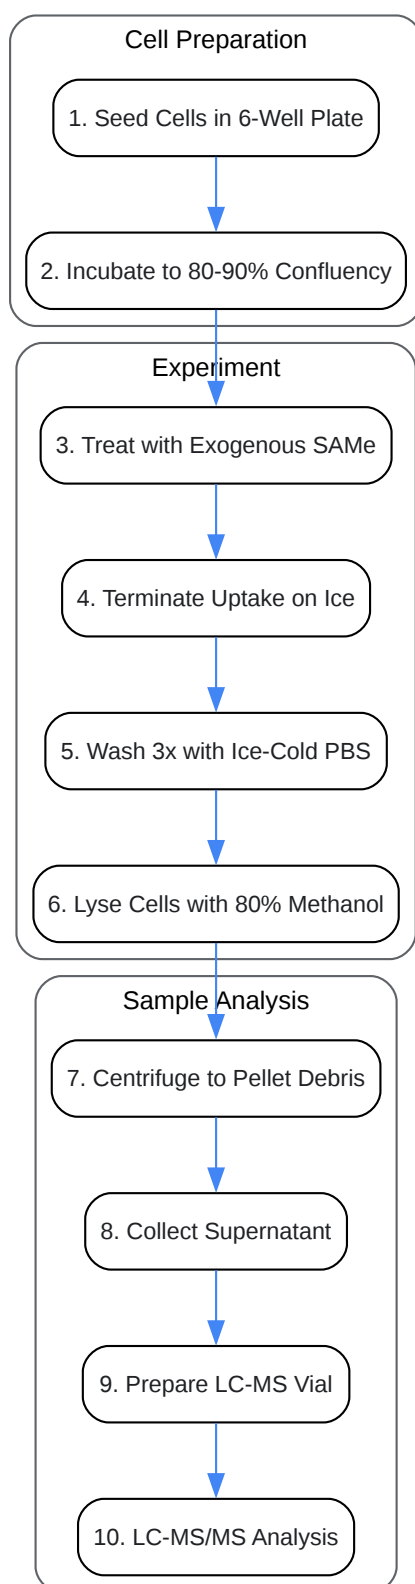 Cell Preparation
1. Seed Cells in 6-Well Plate
2. Incubate to 80-90% Confluency
Experiment
3. Treat with Exogenous SAMe
4. Terminate Uptake on Ice
5. Wash 3x with Ice-Cold PBS
6. Lyse Cells with 80% Methanol
Sample Analysis
7. Centrifuge to Pellet Debris
8. Collect Supernatant
9. Prepare LC-MS Vial
10. LC-MS/MS Analysis